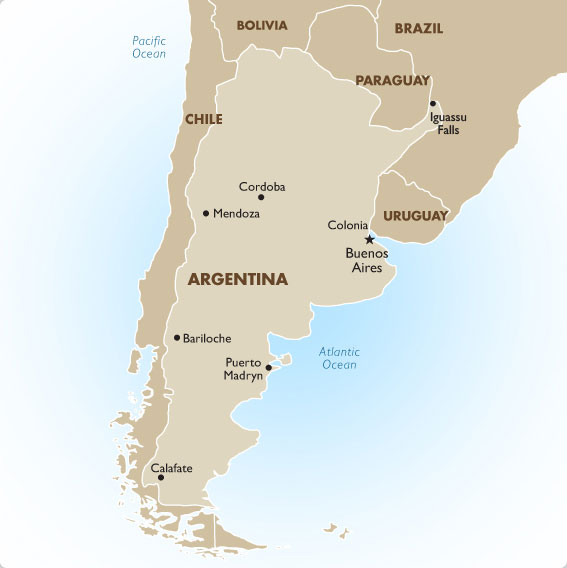 BOLIVIA
BRAZIL
Pacific
Ocean
PARAGUAY
Iguassu
Falls
CHILE
Cordoba
Mendoza
URUGUAY
Colonia
Buenos
Aires
ARGENTINA
Bariloche
Atlantic
Ocean
Puerto
Madryn
Calafate